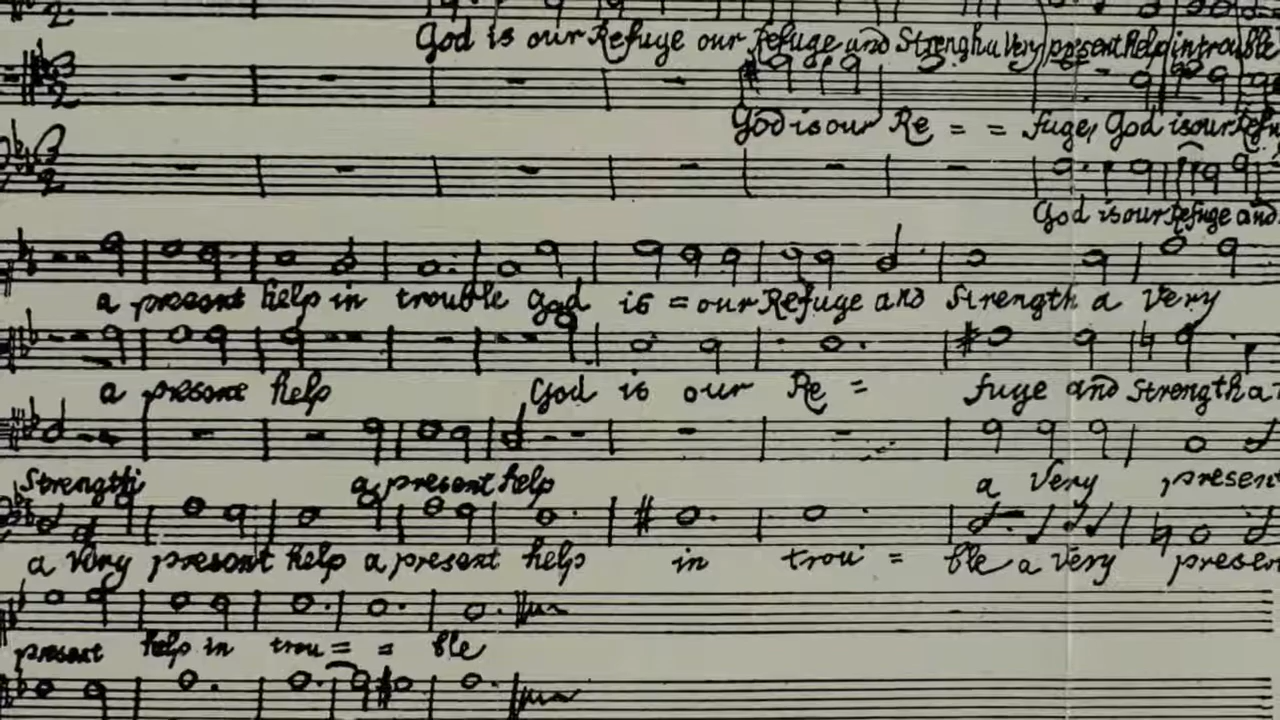 God is our Refuge our Refuge and Strength a Very present help in trouble
God is our Re = = fuge, God is our Refu
God is our Refuge and
a present help in trouble God is = our Refuge and Strength a Very
a present help God is our Re = fuge and Strength a
Strength a present help a Very present
a Very present help a present help in trou = ble a Very present
present help in trou = = ble